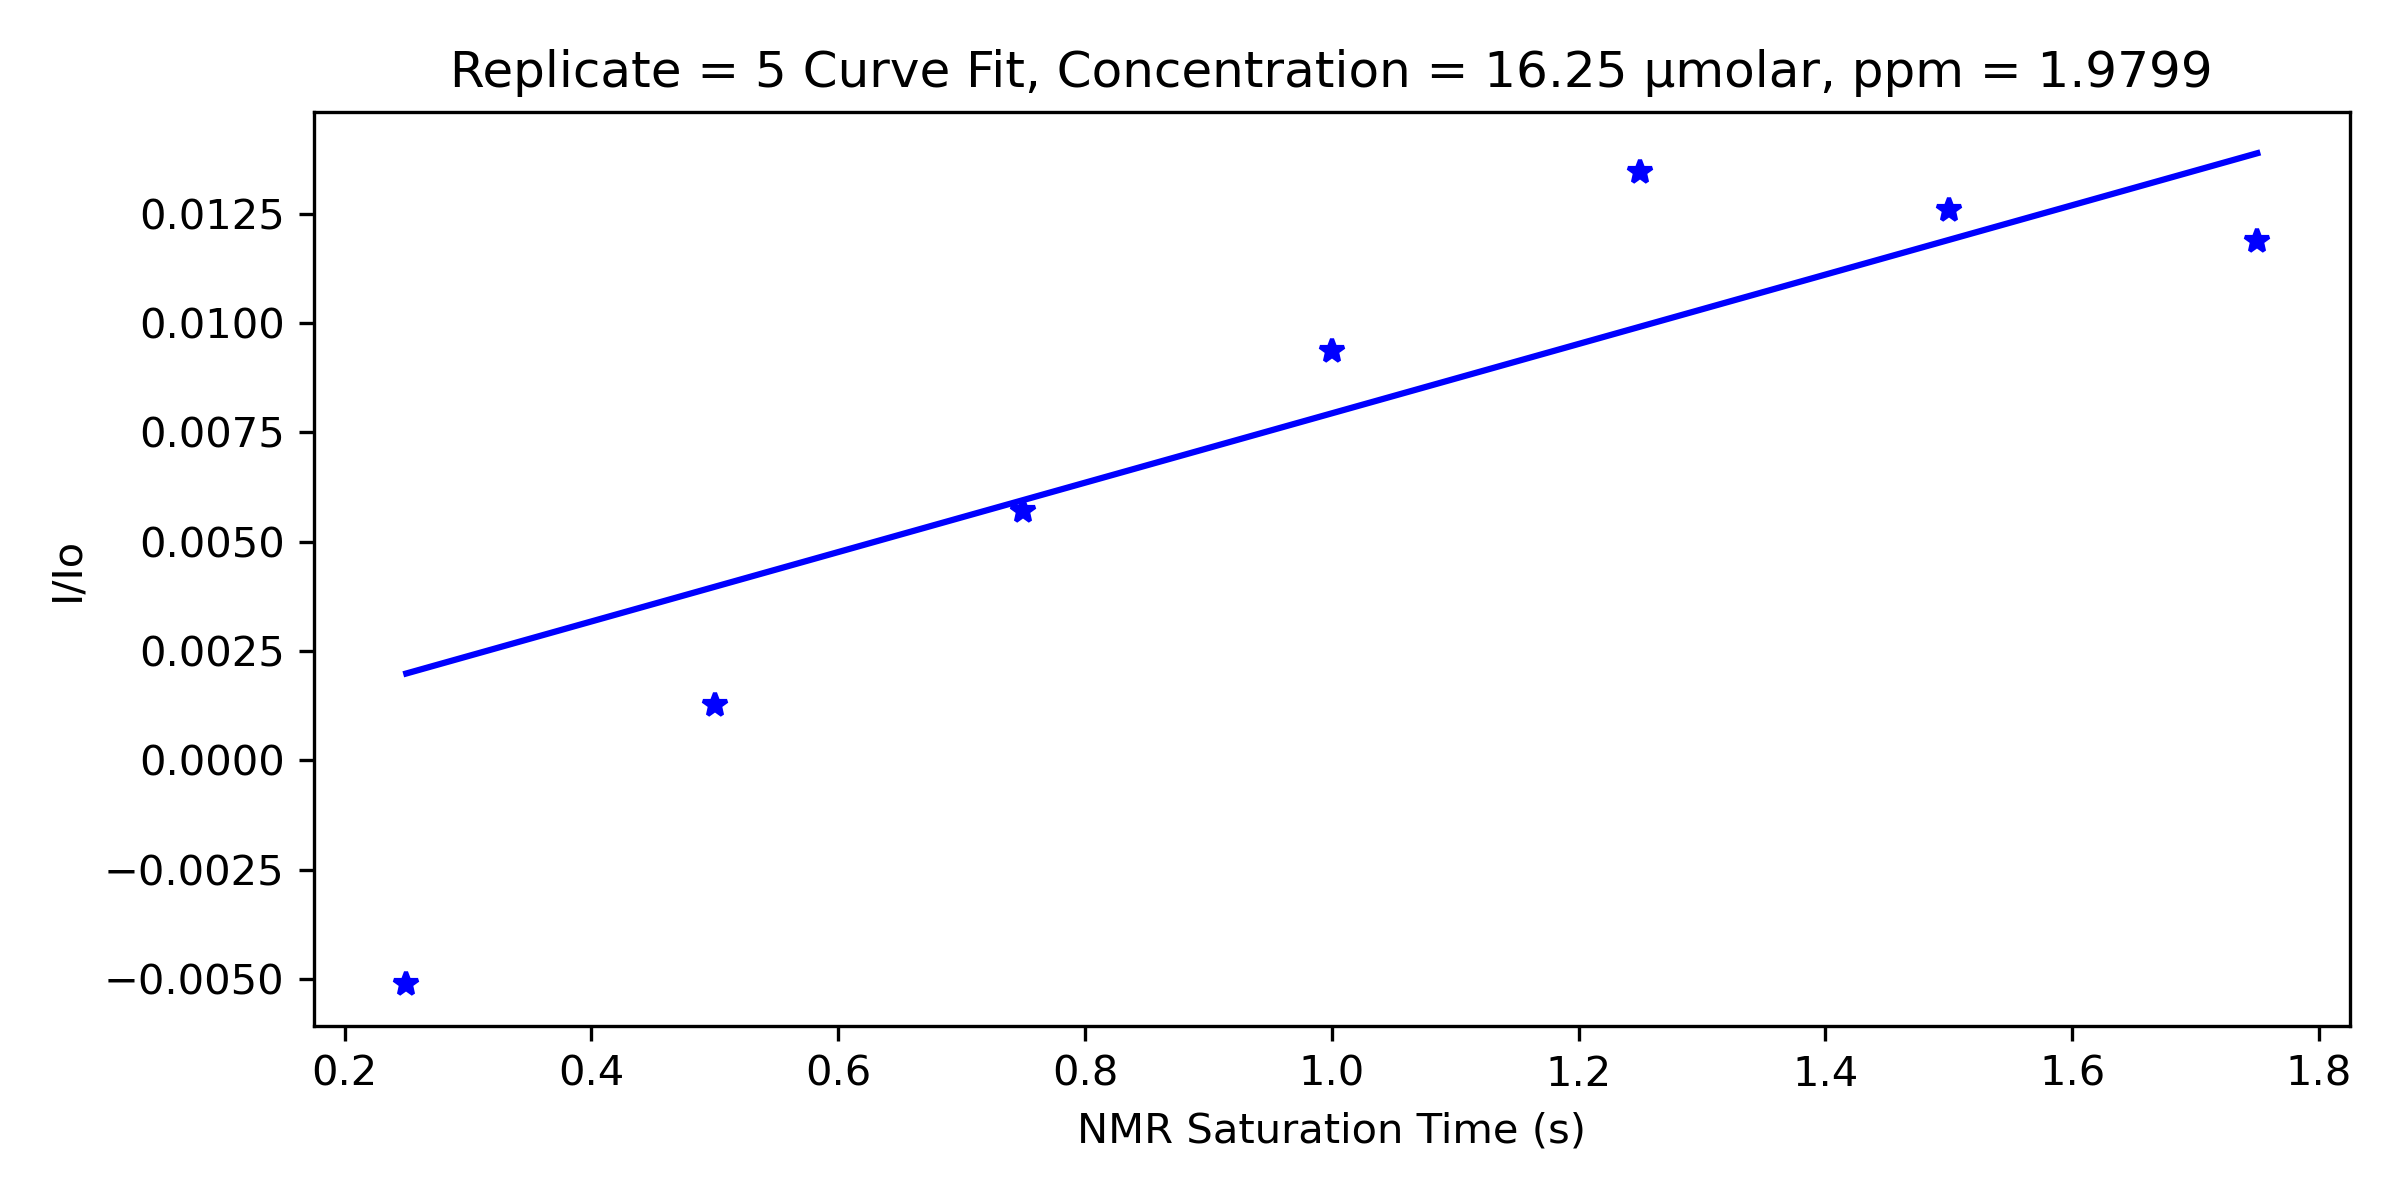 Replicate = 5 Curve Fit, Concentration = 16.25 µmolar, ppm = 1.9799
I/Io
0.0125
0.0100
0.0075
0.0050
0.0025
0.0000
−0.0025
−0.0050
0.2 0.4 0.6 0.8 1.0 1.2 1.4 1.6 1.8
NMR Saturation Time (s)